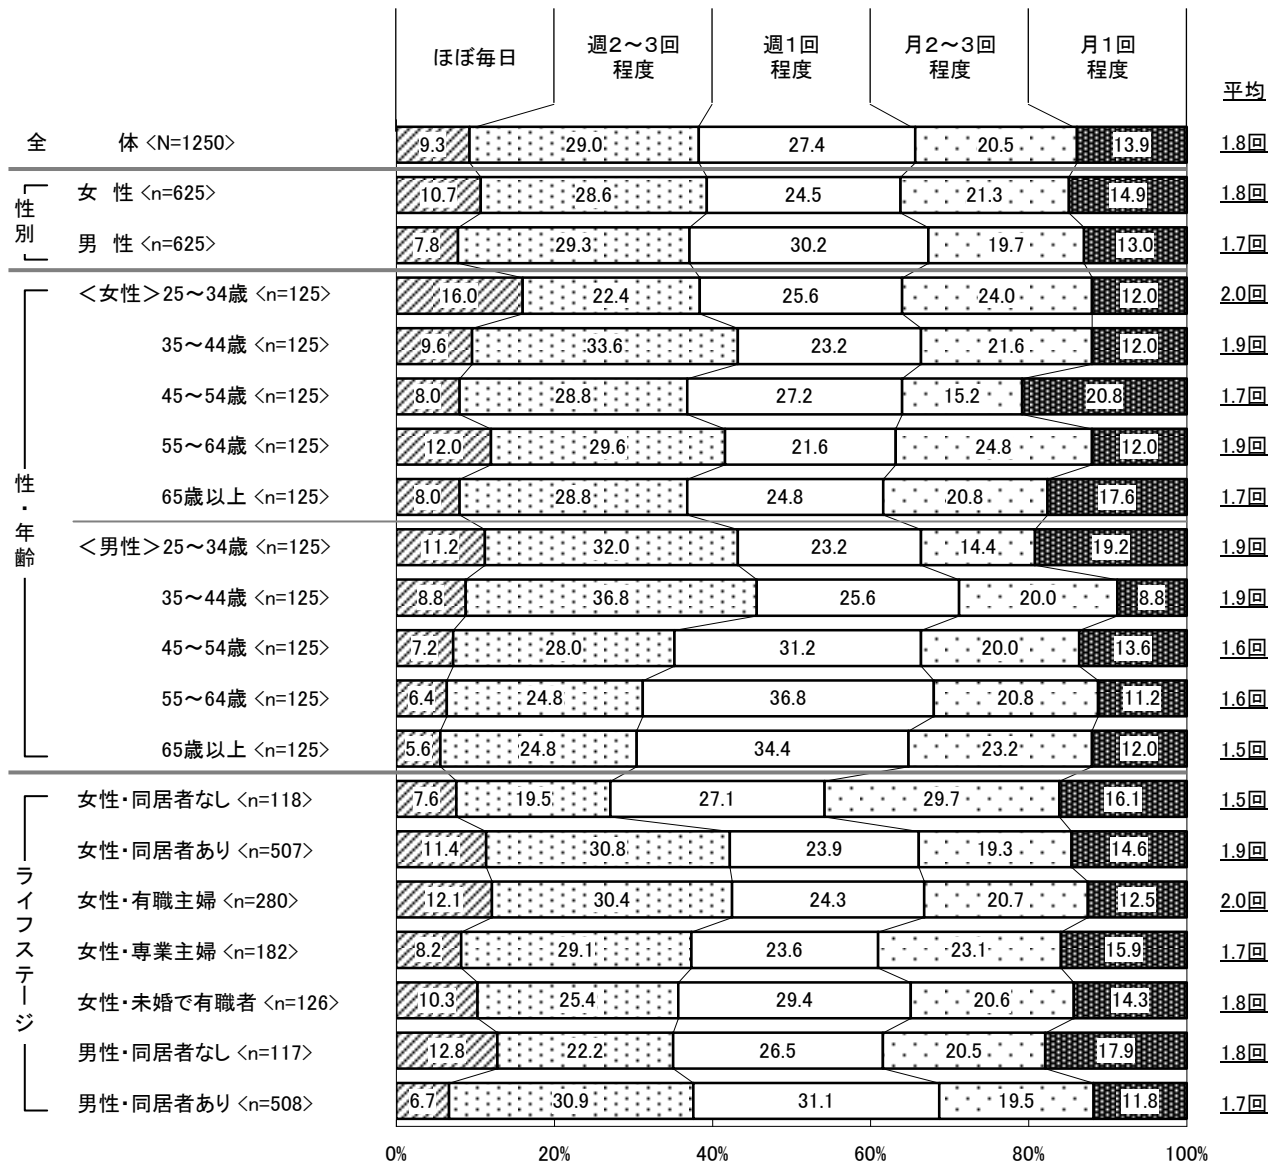 ほぼ毎日 週2～3回 程度 週1回 程度 月2～3回 程度 月1回 程度
平均
全 体 <N=1250> 9.3 29.0 27.4 20.5 13.9 1.8回
性別
女 性 <n=625> 10.7 28.6 24.5 21.3 14.9 1.8回
男 性 <n=625> 7.8 29.3 30.2 19.7 13.0 1.7回
性・年齢
＜女性＞25～34歳 <n=125> 16.0 22.4 25.6 24.0 12.0 2.0回
35～44歳 <n=125> 9.6 33.6 23.2 21.6 12.0 1.9回
45～54歳 <n=125> 8.0 28.8 27.2 15.2 20.8 1.7回
55～64歳 <n=125> 12.0 29.6 21.6 24.8 12.0 1.9回
65歳以上 <n=125> 8.0 28.8 24.8 20.8 17.6 1.7回
＜男性＞25～34歳 <n=125> 11.2 32.0 23.2 14.4 19.2 1.9回
35～44歳 <n=125> 8.8 36.8 25.6 20.0 8.8 1.9回
45～54歳 <n=125> 7.2 28.0 31.2 20.0 13.6 1.6回
55～64歳 <n=125> 6.4 24.8 36.8 20.8 11.2 1.6回
65歳以上 <n=125> 5.6 24.8 34.4 23.2 12.0 1.5回
ライフステージ
女性・同居者なし <n=118> 7.6 19.5 27.1 29.7 16.1 1.5回
女性・同居者あり <n=507> 11.4 30.8 23.9 19.3 14.6 1.9回
女性・有職主婦 <n=280> 12.1 30.4 24.3 20.7 12.5 2.0回
女性・専業主婦 <n=182> 8.2 29.1 23.6 23.1 15.9 1.7回
女性・未婚で有職者 <n=126> 10.3 25.4 29.4 20.6 14.3 1.8回
男性・同居者なし <n=117> 12.8 22.2 26.5 20.5 17.9 1.8回
男性・同居者あり <n=508> 6.7 30.9 31.1 19.5 11.8 1.7回
0% 20% 40% 60% 80% 100%